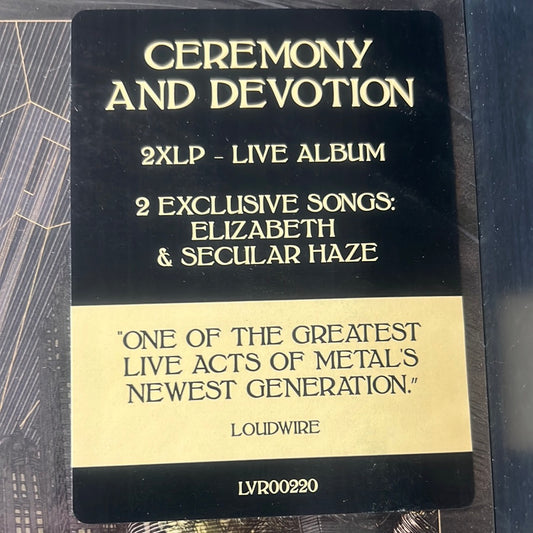 CEREMONY
AND DEVOTION
2XLP - LIVE ALBUM
2 EXCLUSIVE SONGS:
ELIZABETH
& SECULAR HAZE
"ONE OF THE GREATEST
LIVE ACTS OF METAL'S
NEWEST GENERATION."
LOUDWIRE
LVR00220